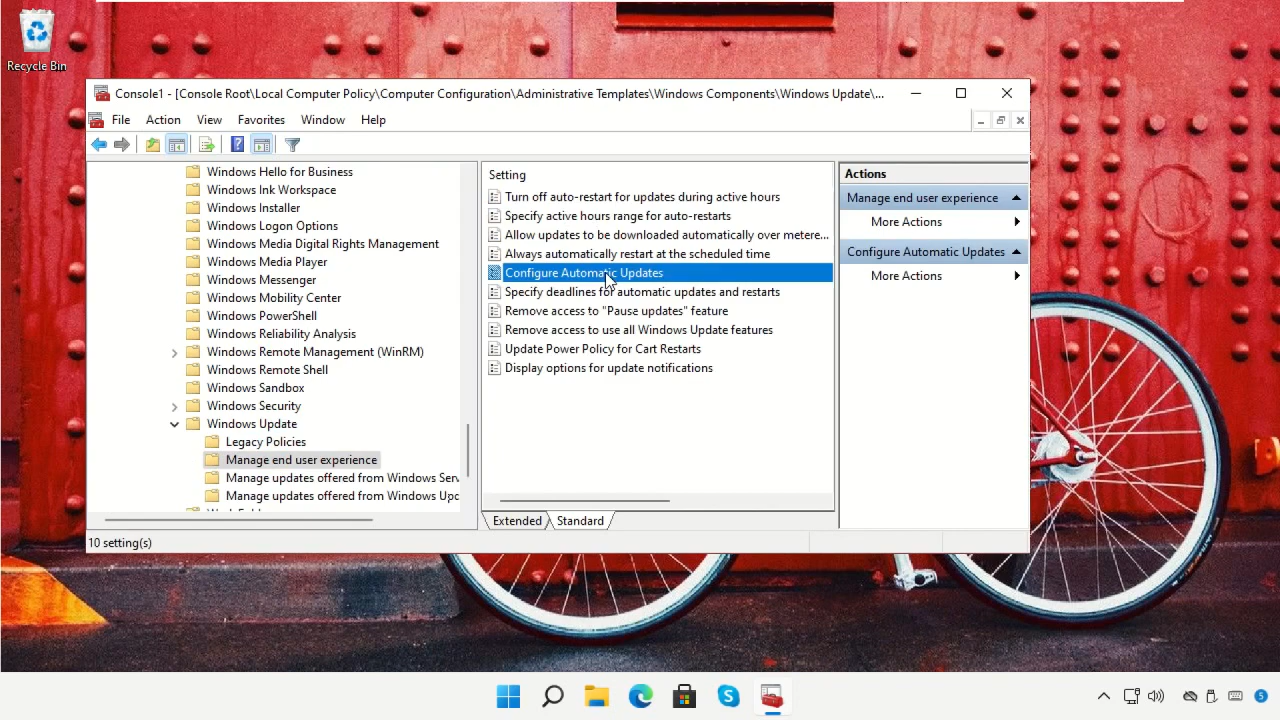 Recycle Bin
Console1 - [Console Root\Local Computer Policy\Computer Configuration\Administrative Templates\Windows Components\Windows Update\...
File Action View Favorites Window Help
Windows Hello for Business
Windows Ink Workspace
Windows Installer
Windows Logon Options
Windows Media Digital Rights Management
Windows Media Player
Windows Messenger
Windows Mobility Center
Windows PowerShell
Windows Reliability Analysis
Windows Remote Management (WinRM)
Windows Remote Shell
Windows Sandbox
Windows Security
Windows Update
Legacy Policies
Manage end user experience
Manage updates offered from Windows Serv
Manage updates offered from Windows Upd
Setting
Turn off auto-restart for updates during active hours
Specify active hours range for auto-restarts
Allow updates to be downloaded automatically over metere...
Always automatically restart at the scheduled time
Configure Automatic Updates
Specify deadlines for automatic updates and restarts
Remove access to "Pause updates" feature
Remove access to use all Windows Update features
Update Power Policy for Cart Restarts
Display options for update notifications
Extended Standard
Actions
Manage end user experience
More Actions
Configure Automatic Updates
More Actions
10 setting(s)
5